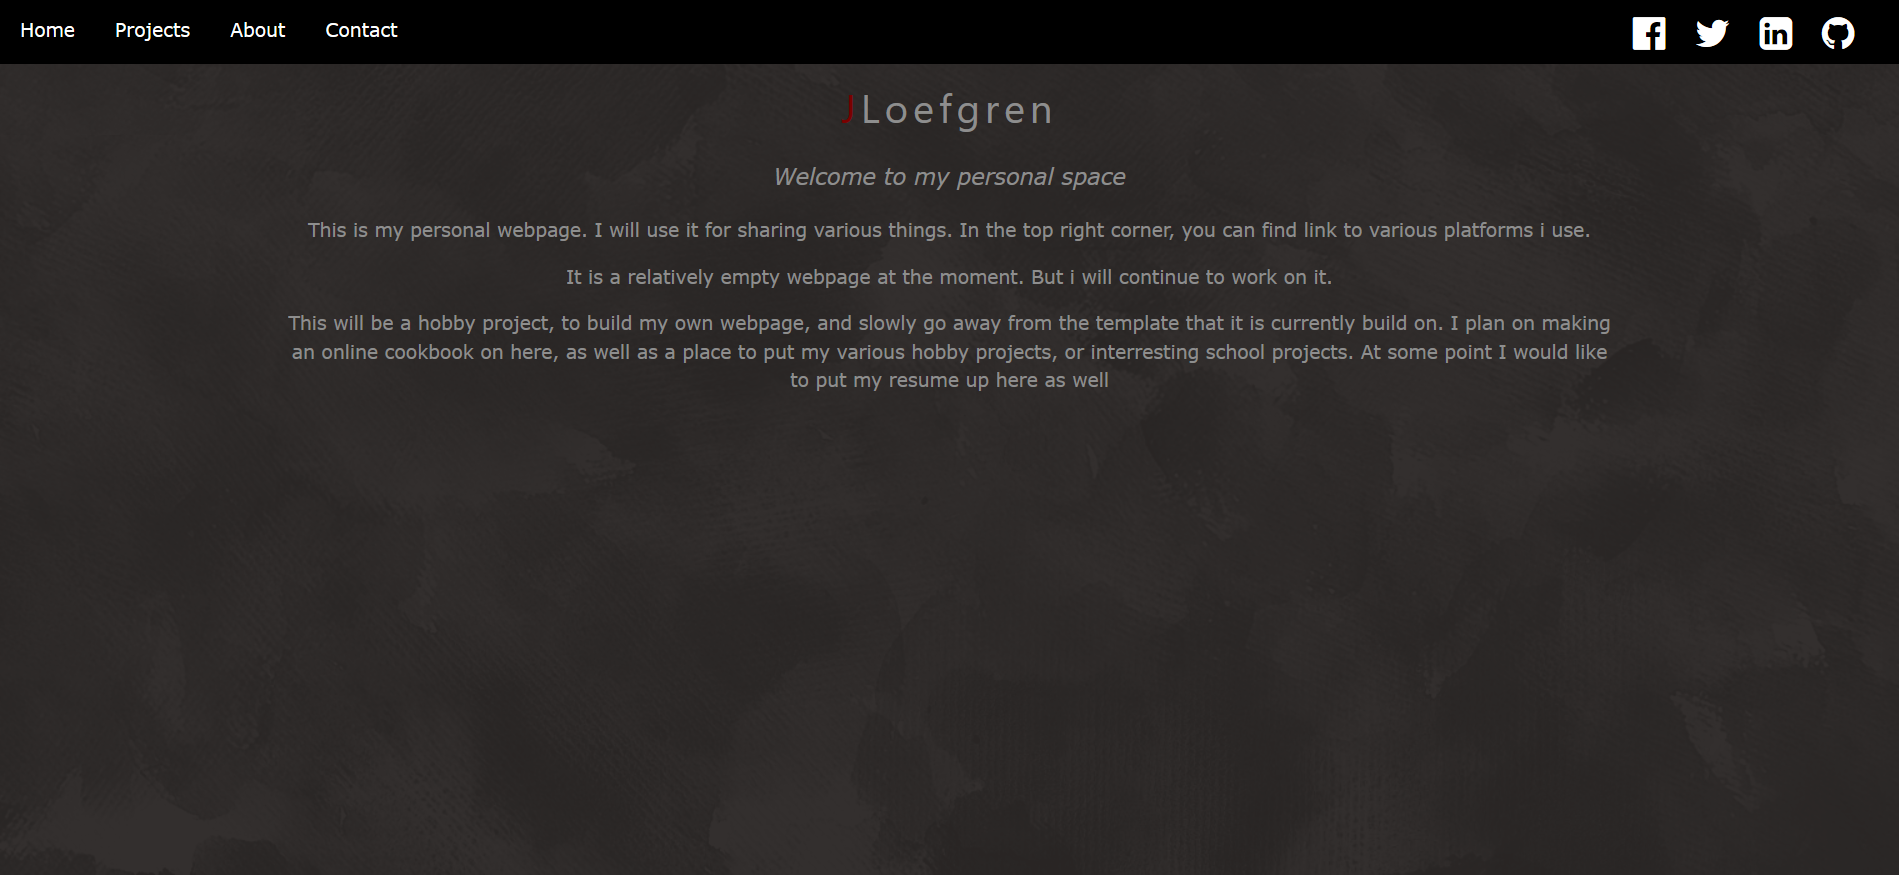 Home Projects About Contact
JLoefgren
Welcome to my personal space
This is my personal webpage. I will use it for sharing various things. In the top right corner, you can find link to various platforms i use.
It is a relatively empty webpage at the moment. But i will continue to work on it.
This will be a hobby project, to build my own webpage, and slowly go away from the template that it is currently build on. I plan on making
an online cookbook on here, as well as a place to put my various hobby projects, or interresting school projects. At some point I would like
to put my resume up here as well